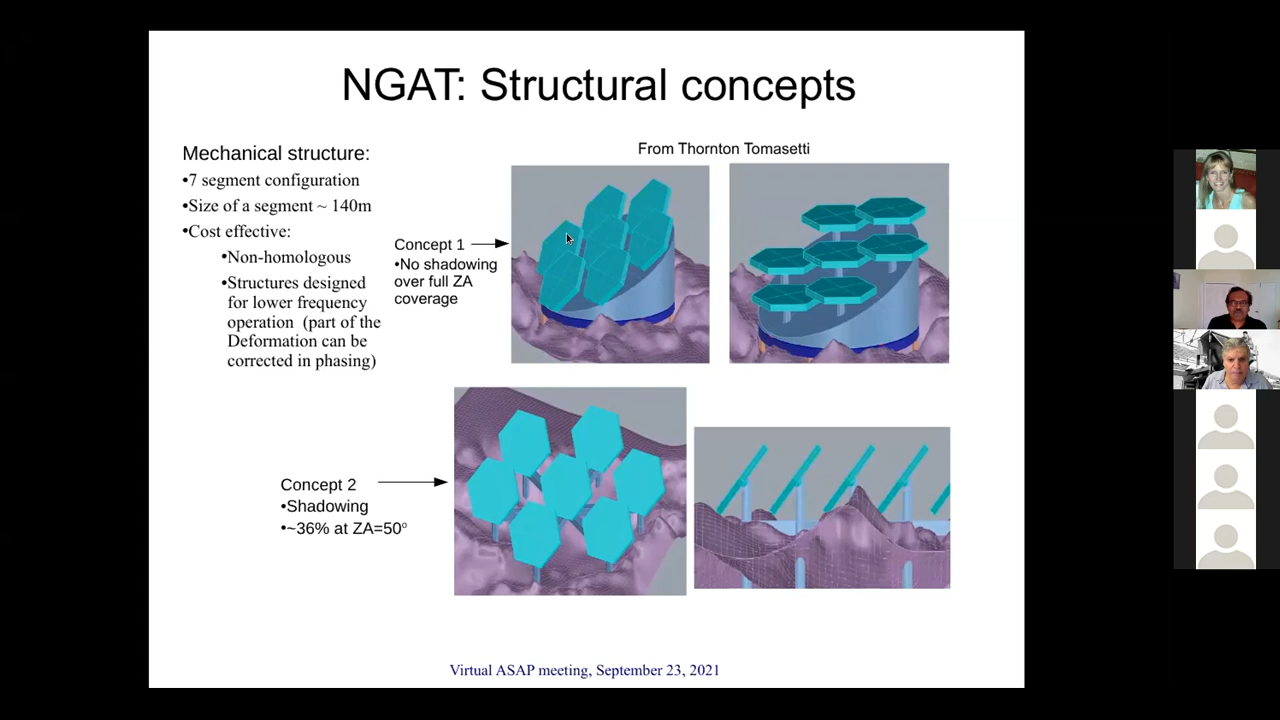 NGAT: Structural concepts
Mechanical structure:
•7 segment configuration
•Size of a segment ~ 140m
•Cost effective:
•Non-homologous
•Structures designed
for lower frequency
operation (part of the
Deformation can be
corrected in phasing)
From Thornton Tomasetti
Concept 1
•No shadowing
over full ZA
coverage
Concept 2
•Shadowing
•~36% at ZA=50°
Virtual ASAP meeting, September 23, 2021